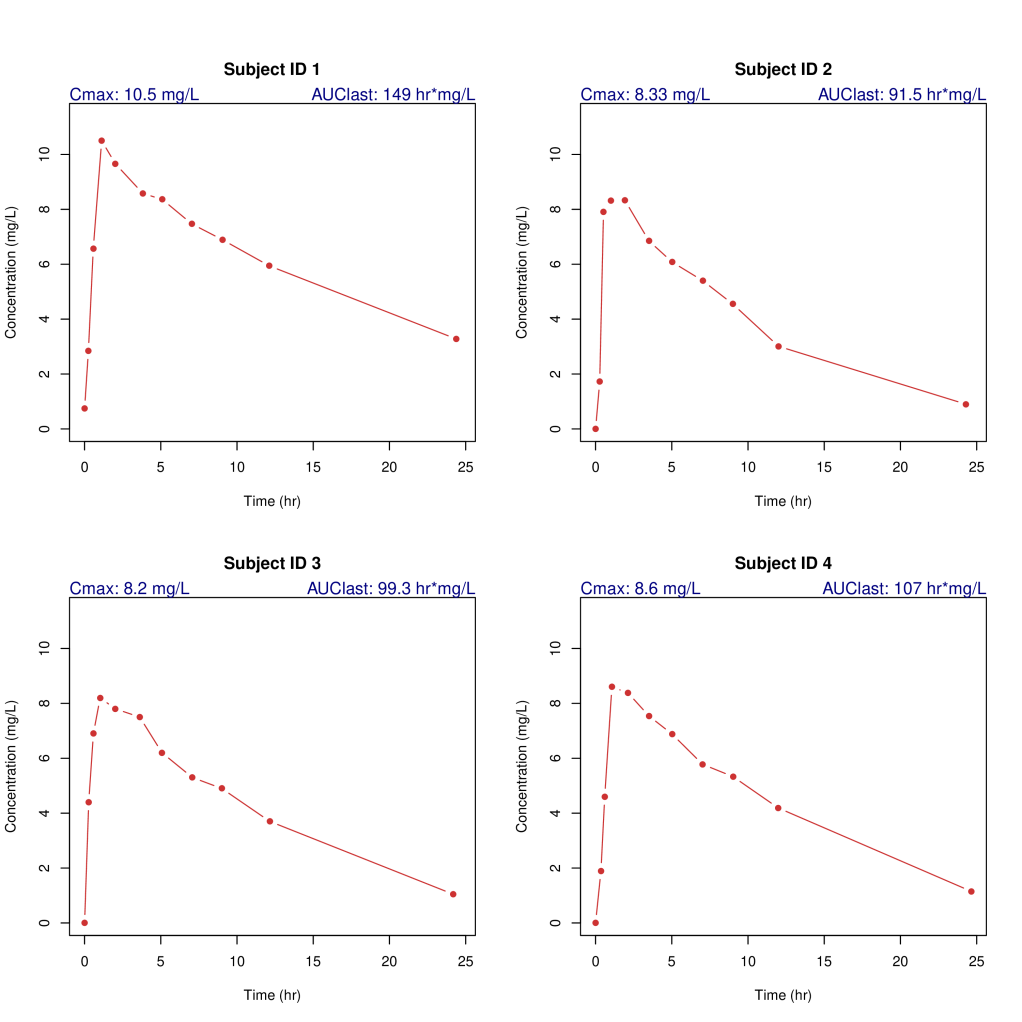 Subject ID 1
Cmax: 10.5 mg/L AUClast: 149 hr*mg/L
Concentration (mg/L)
10
8
6
4
2
0
0 5 10 15 20 25
Time (hr)
Subject ID 2
Cmax: 8.33 mg/L AUClast: 91.5 hr*mg/L
Concentration (mg/L)
10
8
6
4
2
0
0 5 10 15 20 25
Time (hr)
Subject ID 3
Cmax: 8.2 mg/L AUClast: 99.3 hr*mg/L
Concentration (mg/L)
10
8
6
4
2
0
0 5 10 15 20 25
Time (hr)
Subject ID 4
Cmax: 8.6 mg/L AUClast: 107 hr*mg/L
Concentration (mg/L)
10
8
6
4
2
0
0 5 10 15 20 25
Time (hr)